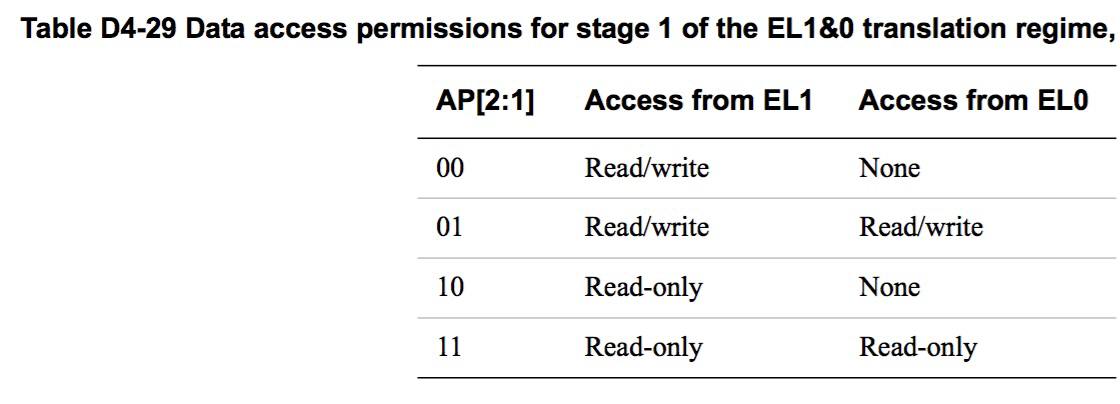 Table D4-29 Data access permissions for stage 1 of the EL1&0 translation regime,
AP[2:1] Access from EL1 Access from EL0
00 Read/write None
01 Read/write Read/write
10 Read-only None
11 Read-only Read-only